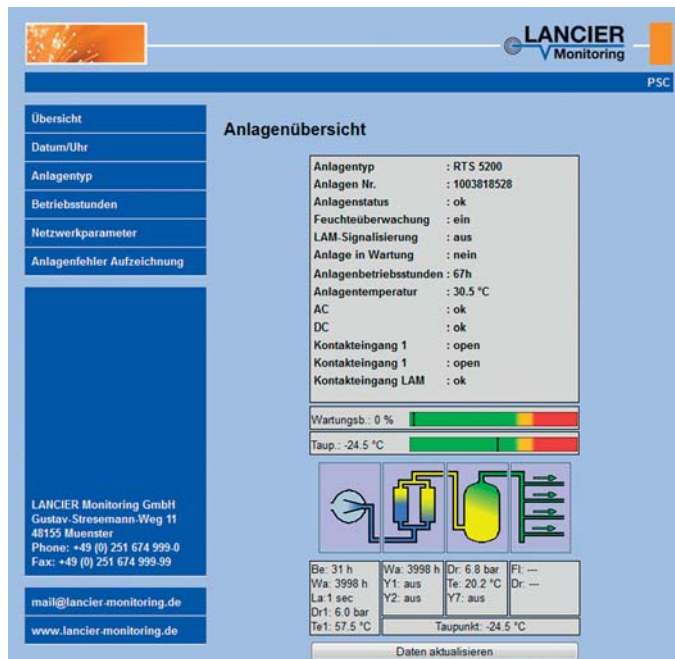 LANCIER
Monitoring
PSC
Übersicht
Datum/Uhr
Anlagentyp
Betriebsstunden
Netzwerkparameter
Anlagenfehler Aufzeichnung
LANCIER Monitoring GmbH
Gustav-Stresemann-Weg 11
48155 Muenster
Phone: +49 (0) 251 674 999-0
Fax: +49 (0) 251 674 999-99
mail@lancier-monitoring.de
www.lancier-monitoring.de
Anlagenübersicht
Anlagentyp : RTS 5200
Anlagen Nr. : 1003818528
Anlagenstatus : ok
Feuchteüberwachung : ein
LAM-Signalisierung : aus
Anlage in Wartung : nein
Anlagenbetriebsstunden : 67h
Anlagentemperatur : 30.5 °C
AC : ok
DC : ok
Kontakteingang 1 : open
Kontakteingang 1 : open
Kontakteingang LAM : ok
Wartungsb.: 0 %
Taup.: -24.5 °C
Be: 31 h
Wa: 3998 h
La:1 sec
Dr1: 6.0 bar
Te1: 57.5 °C
Wa: 3998 h
Y1: aus
Y2: aus
Dr: 6.8 bar
Te: 20.2 °C
Y7: aus
Fl: ---
Dr: ---
Taupunkt: -24.5 °C
Daten aktualisieren